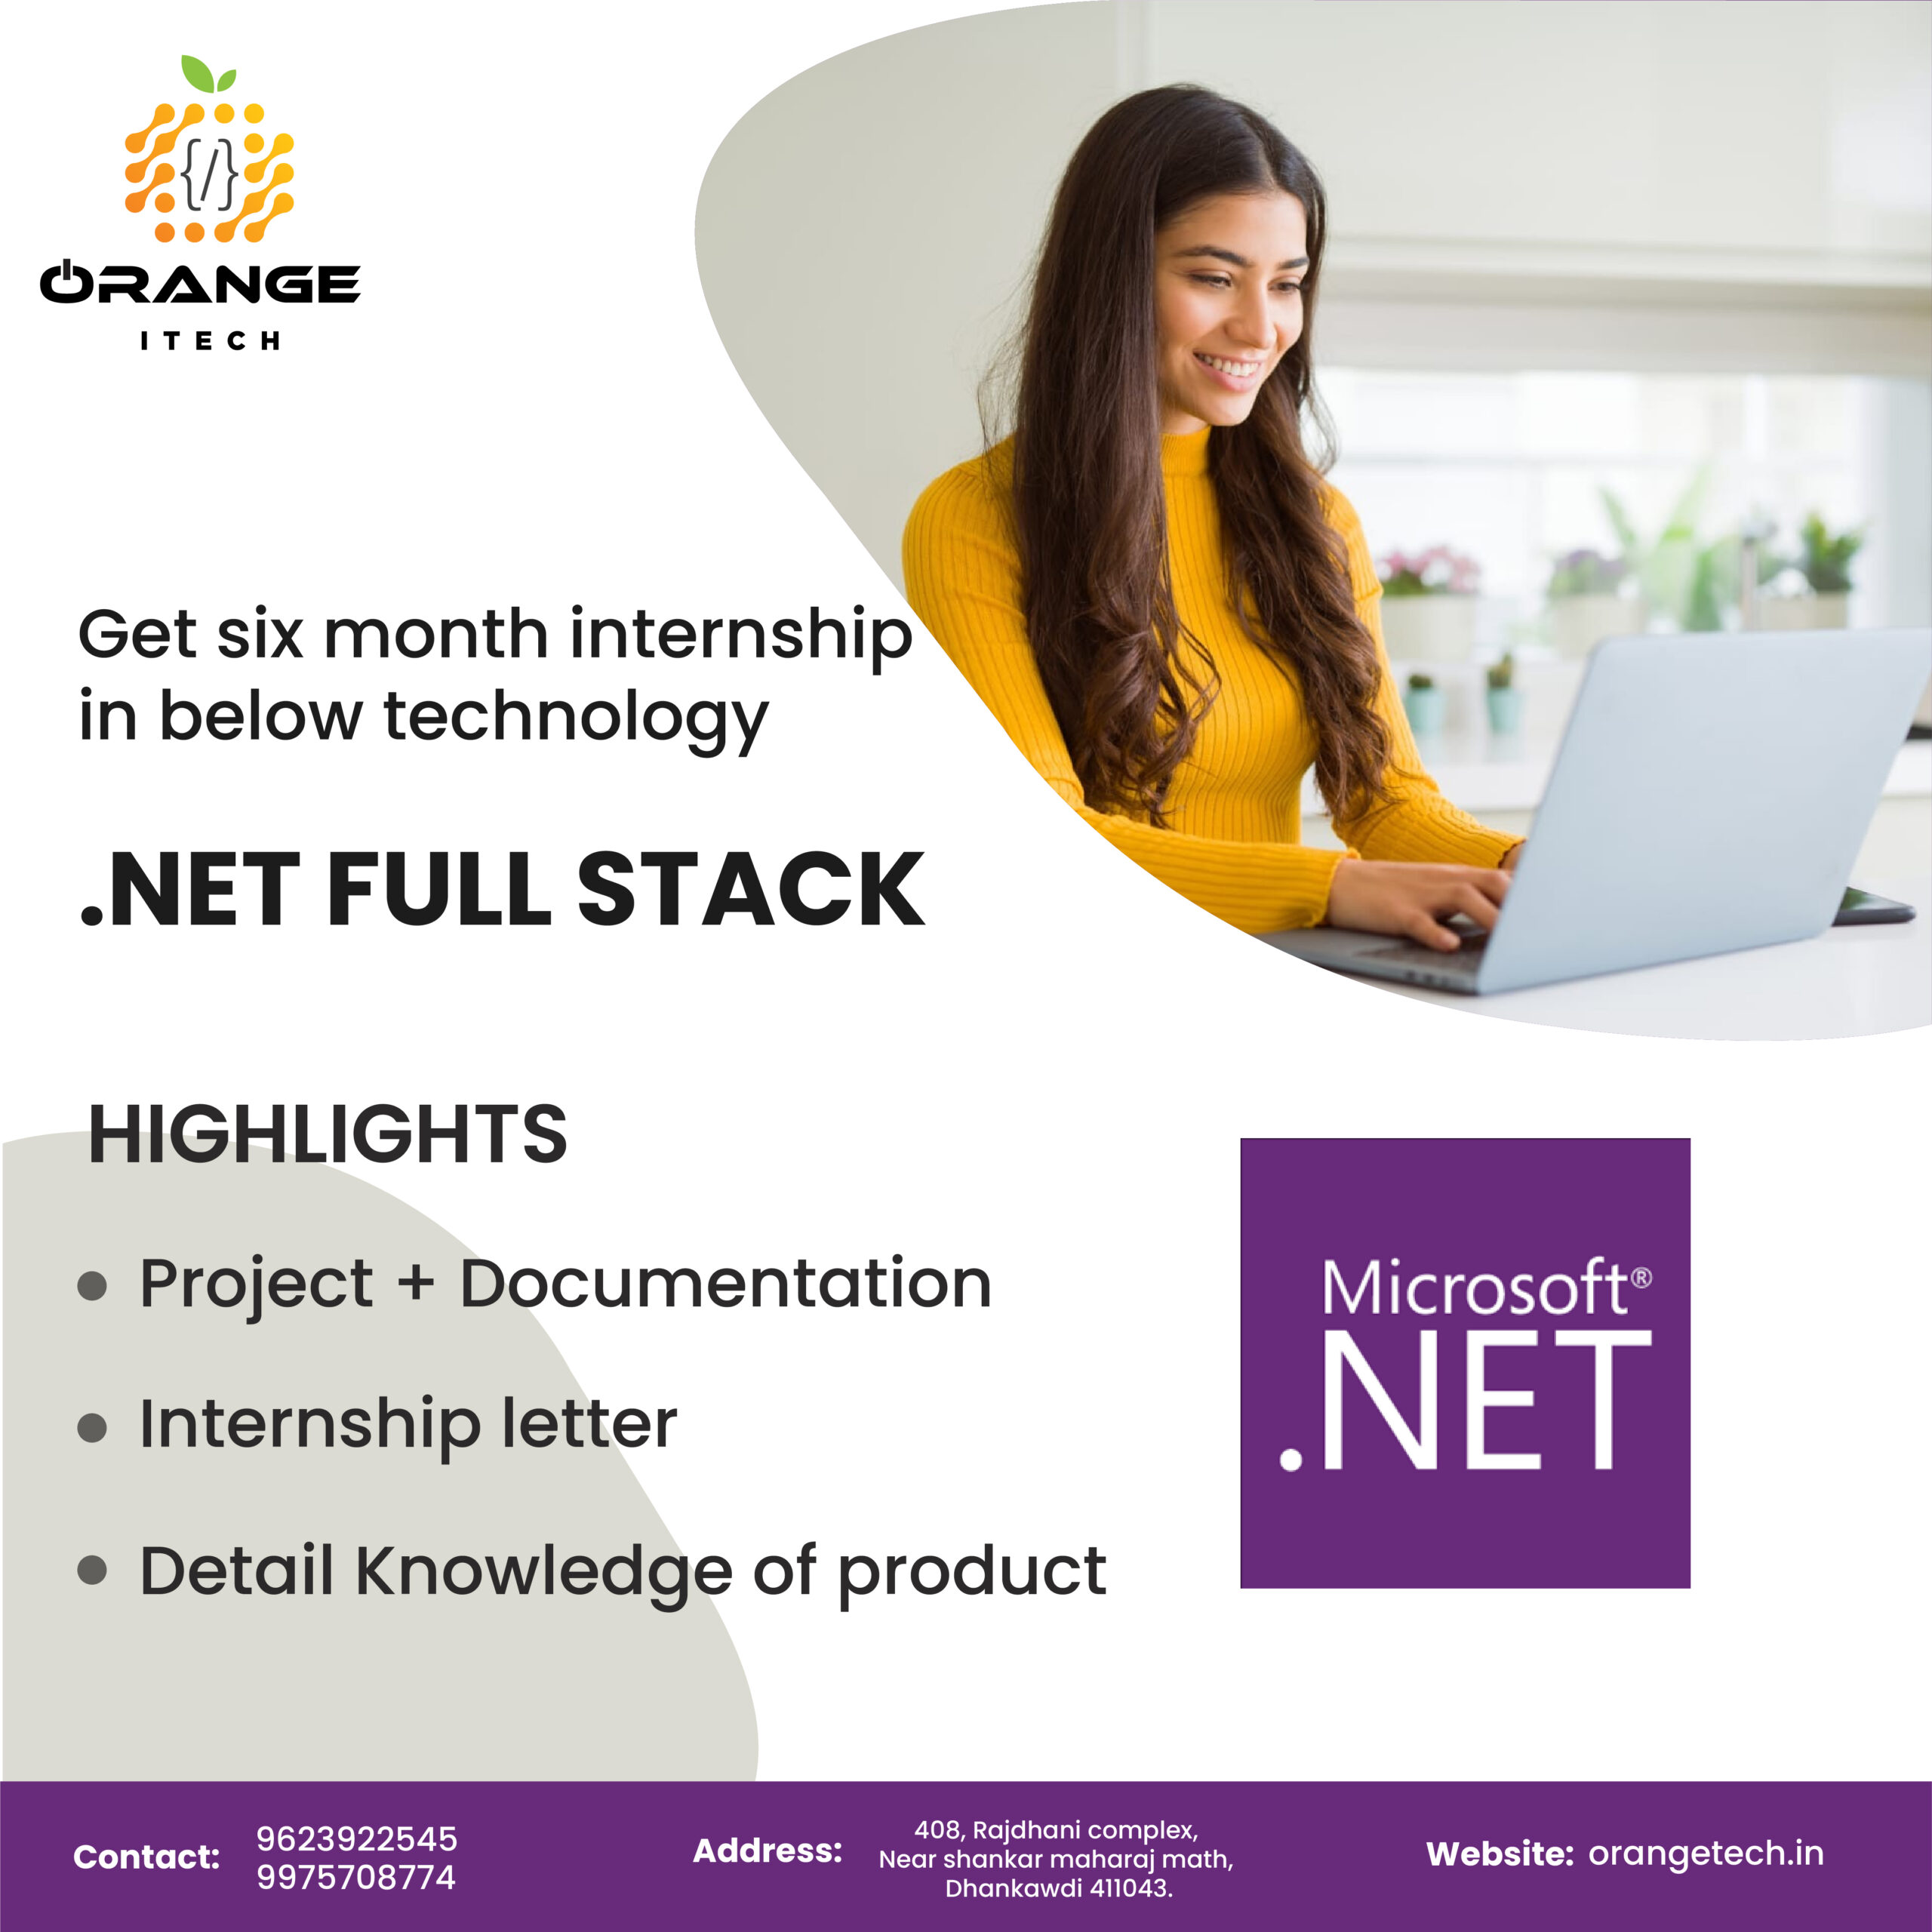 {/}
ORANGE
ITECH
Get six month internship
in below technology
.NET FULL STACK
HIGHLIGHTS
Project + Documentation
Internship letter
Detail Knowledge of product
Microsoft®
.NET
Contact:
9623922545
9975708774
Address:
408, Rajdhani complex,
Near shankar maharaj math,
Dhankawdi 411043.
Website: orangetech.in